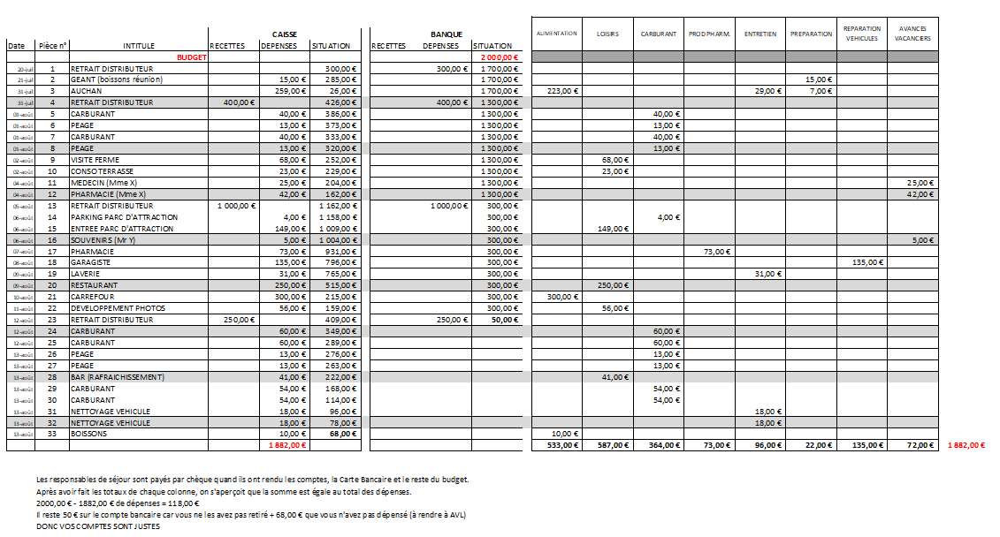 CAISSE BANQUE ALIMENTATION LOISIRS CARBURANT PROD PHARM. ENTRETIEN PREPARATION REPARATION VEHICULES AVANCES VACANCIERS
Date Pièce n° INTITULE RECETTES DEPENSES SITUATION RECETTES DEPENSES SITUATION
BUDGET 2 000,00 €
20-juil 1 RETRAIT DISTRIBUTEUR 300,00 € 300,00 € 1 700,00 €
21-juil 2 GEANT (boissons réunion) 15,00 € 285,00 € 1 700,00 € 15,00 €
31-juil 3 AUCHAN 259,00 € 26,00 € 1 700,00 € 223,00 € 29,00 € 7,00 €
31-juil 4 RETRAIT DISTRIBUTEUR 400,00 € 426,00 € 400,00 € 1 300,00 €
01-août 5 CARBURANT 40,00 € 386,00 € 1 300,00 € 40,00 €
01-août 6 PEAGE 13,00 € 373,00 € 1 300,00 € 13,00 €
01-août 7 CARBURANT 40,00 € 333,00 € 1 300,00 € 40,00 €
01-août 8 PEAGE 13,00 € 320,00 € 1 300,00 € 13,00 €
02-août 9 VISITE FERME 68,00 € 252,00 € 1 300,00 € 68,00 €
02-août 10 CONSO TERRASSE 23,00 € 229,00 € 1 300,00 € 23,00 €
04-août 11 MEDECIN (Mme X) 25,00 € 204,00 € 1 300,00 € 25,00 €
04-août 12 PHARMACIE (Mme X) 42,00 € 162,00 € 1 300,00 € 42,00 €
05-août 13 RETRAIT DISTRIBUTEUR 1 000,00 € 1 162,00 € 1 000,00 € 300,00 €
06-août 14 PARKING PARC D'ATTRACTION 4,00 € 1 158,00 € 300,00 € 4,00 €
06-août 15 ENTREE PARC D'ATTRACTION 149,00 € 1 009,00 € 300,00 € 149,00 €
06-août 16 SOUVENIRS (Mr Y) 5,00 € 1 004,00 € 300,00 € 5,00 €
07-août 17 PHARMACIE 73,00 € 931,00 € 300,00 € 73,00 €
08-août 18 GARAGISTE 135,00 € 796,00 € 300,00 € 135,00 €
09-août 19 LAVERIE 31,00 € 765,00 € 300,00 € 31,00 €
09-août 20 RESTAURANT 250,00 € 515,00 € 300,00 € 250,00 €
10-août 21 CARREFOUR 300,00 € 215,00 € 300,00 € 300,00 €
11-août 22 DEVELOPPEMENT PHOTOS 56,00 € 159,00 € 300,00 € 56,00 €
12-août 23 RETRAIT DISTRIBUTEUR 250,00 € 409,00 € 250,00 € 50,00 €
12-août 24 CARBURANT 60,00 € 349,00 € 60,00 €
12-août 25 CARBURANT 60,00 € 289,00 € 60,00 €
13-août 26 PEAGE 13,00 € 276,00 € 13,00 €
13-août 27 PEAGE 13,00 € 263,00 € 13,00 €
13-août 28 BAR (RAFRAICHISSEMENT) 41,00 € 222,00 € 41,00 €
13-août 29 CARBURANT 54,00 € 168,00 € 54,00 €
13-août 30 CARBURANT 54,00 € 114,00 € 54,00 €
13-août 31 NETTOYAGE VEHICULE 18,00 € 96,00 € 18,00 €
13-août 32 NETTOYAGE VEHICULE 18,00 € 78,00 € 18,00 €
13-août 33 BOISSONS 10,00 € 68,00 € 10,00 €
1 882,00 € 533,00 € 587,00 € 364,00 € 73,00 € 96,00 € 22,00 € 135,00 € 72,00 € 1 882,00 €
Les responsables de séjour sont payés par chèque quand ils ont rendu les comptes, la Carte Bancaire et le reste du budget.
Après avoir fait les totaux de chaque colonne, on s'aperçoit que la somme est égale au total des dépenses.
2000,00 € - 1882,00 € de dépenses = 118,00 €
Il reste 50 € sur le compte bancaire car vous ne les avez pas retiré + 68,00 € que vous n'avez pas dépensé (à rendre à AVL)
DONC VOS COMPTES SONT JUSTES